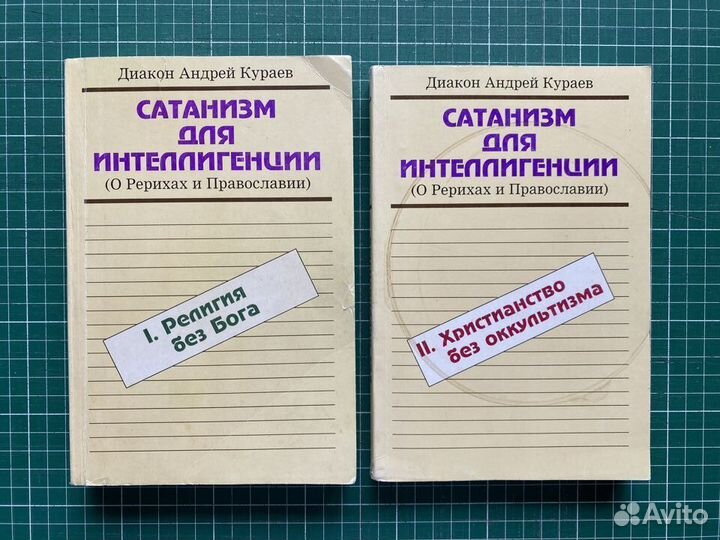 Диакон Андрей Кураев
САТАНИЗМ
ДЛЯ
ИНТЕЛЛИГЕНЦИИ
(О Рерихах и Православии)
I. Религия
без Бога
Диакон Андрей Кураев
САТАНИЗМ
ДЛЯ
ИНТЕЛЛИГЕНЦИИ
(О Рерихах и Православии)
II. Христианство
без оккультизма
Avito